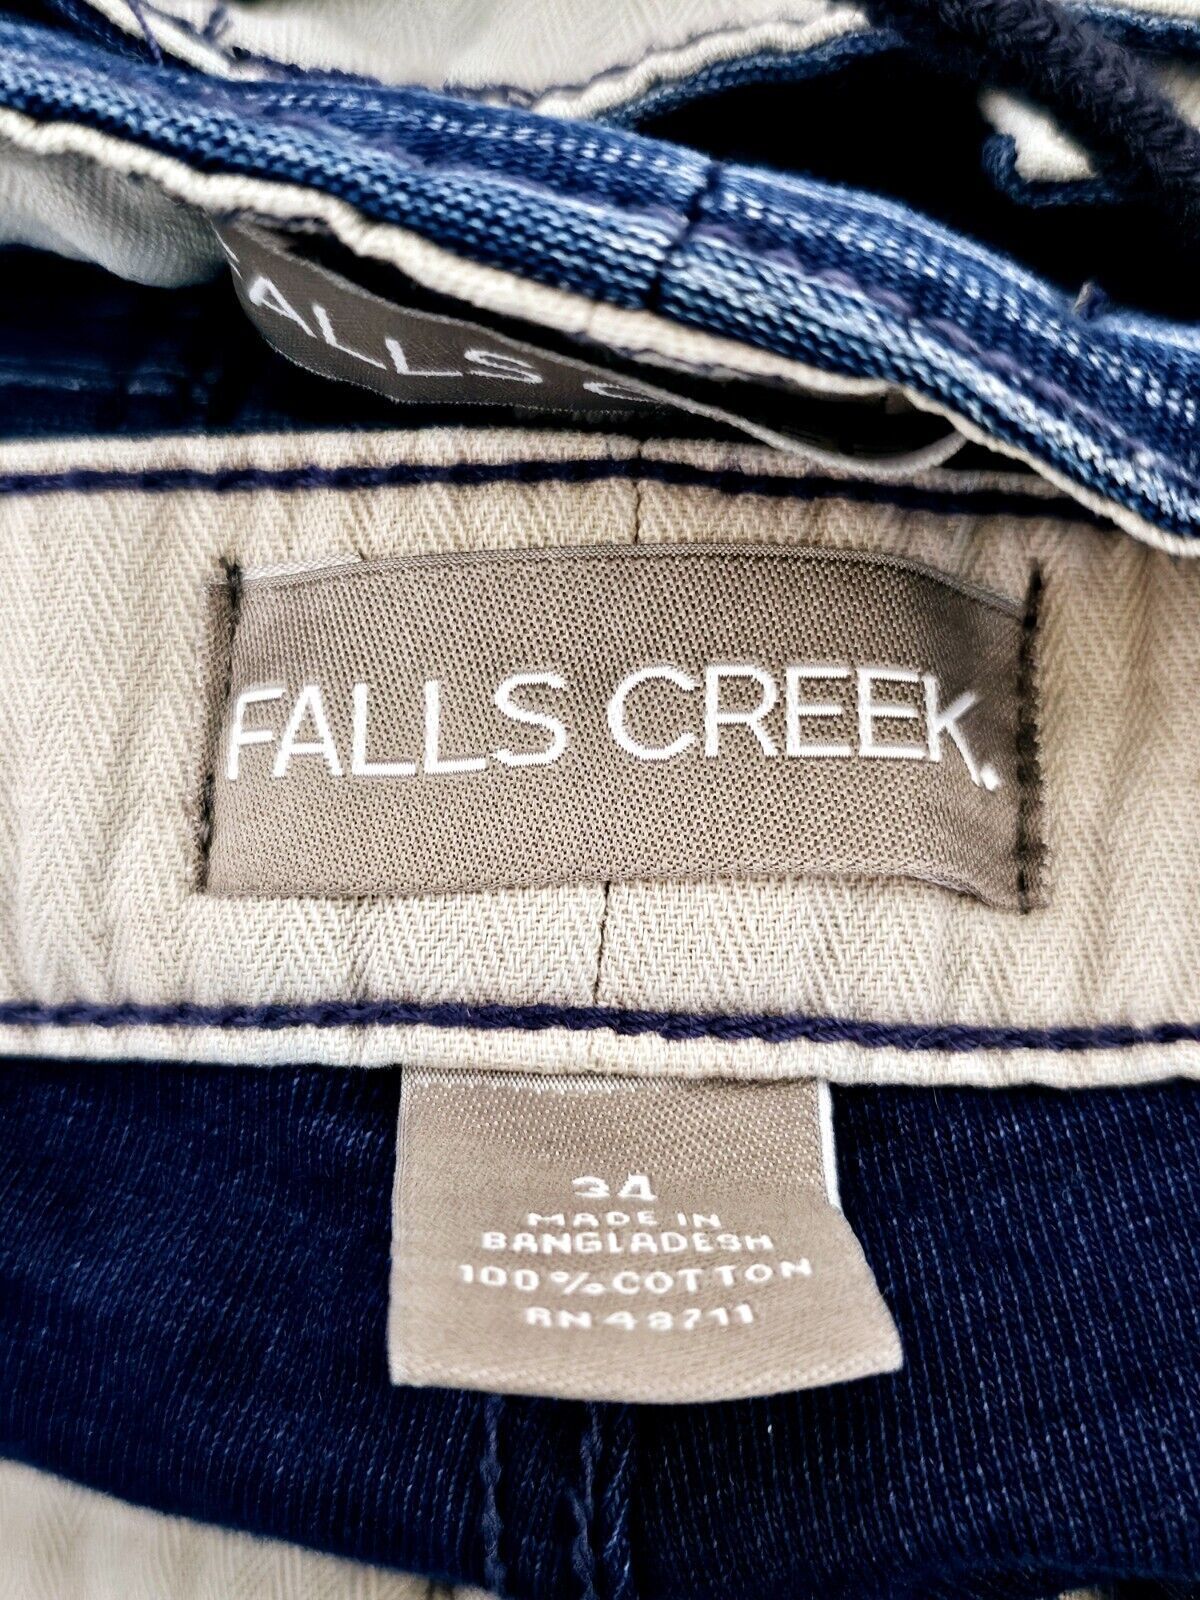 FALLS C
FALLS CREEK.
34
MADE IN
BANGLADESH
100% COTTON
RN 43711